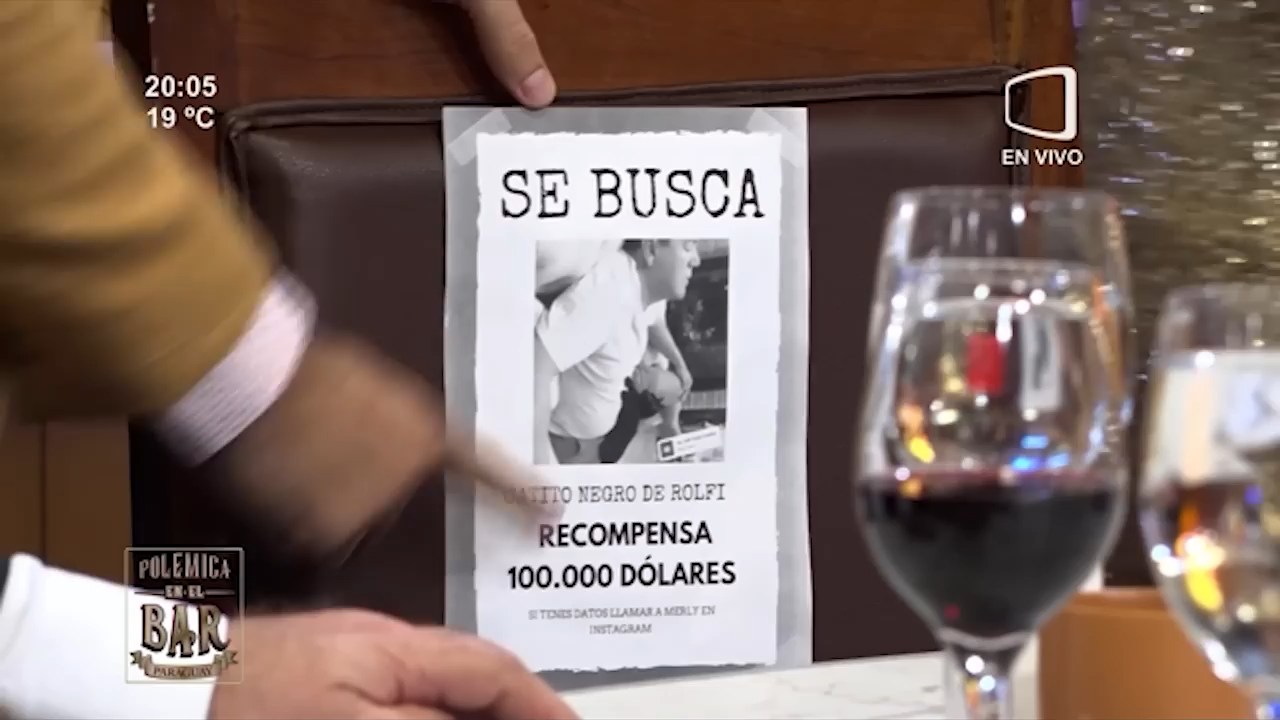 20:05
19 ºC
EN VIVO
SE BUSCA
GATITO NEGRO DE ROLFI
RECOMPENSA
100.000 DÓLARES
SI TENES DATOS LLAMAR A MERLY EN
INSTAGRAM
POLEMICA
EN EL
BAR
PARAGUAY